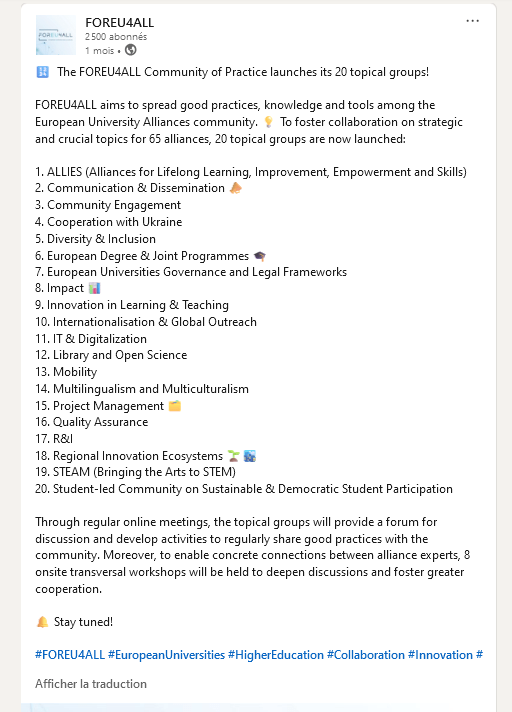 FOREU4ALL
FOREU4ALL
2 500 abonnés
1 mois •
The FOREU4ALL Community of Practice launches its 20 topical groups!
FOREU4ALL aims to spread good practices, knowledge and tools among the
European University Alliances community. 💡 To foster collaboration on strategic
and crucial topics for 65 alliances, 20 topical groups are now launched:
1. ALLIES (Alliances for Lifelong Learning, Improvement, Empowerment and Skills)
2. Communication & Dissemination 📣
3. Community Engagement
4. Cooperation with Ukraine
5. Diversity & Inclusion
6. European Degree & Joint Programmes 🎓
7. European Universities Governance and Legal Frameworks
8. Impact 📊
9. Innovation in Learning & Teaching
10. Internationalisation & Global Outreach
11. IT & Digitalization
12. Library and Open Science
13. Mobility
14. Multilingualism and Multiculturalism
15. Project Management 🗂️
16. Quality Assurance
17. R&I
18. Regional Innovation Ecosystems 🌱
19. STEAM (Bringing the Arts to STEM)
20. Student-led Community on Sustainable & Democratic Student Participation
Through regular online meetings, the topical groups will provide a forum for
discussion and develop activities to regularly share good practices with the
community. Moreover, to enable concrete connections between alliance experts, 8
onsite transversal workshops will be held to deepen discussions and foster greater
cooperation.
🔔 Stay tuned!
#FOREU4ALL #EuropeanUniversities #HigherEducation #Collaboration #Innovation #
Afficher la traduction